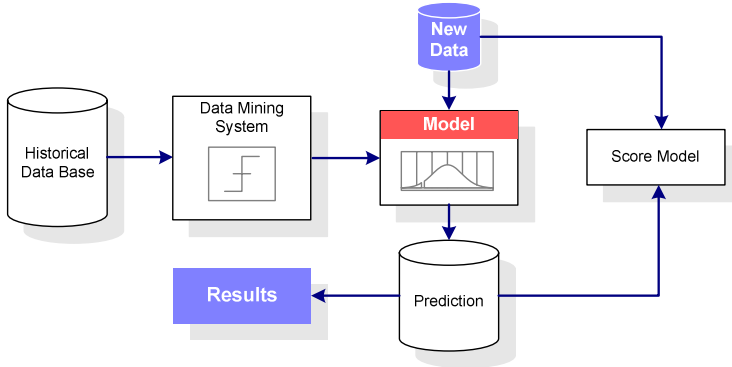 New
Data
Data Mining
System
Model
Historical
Data Base
Score Model
Results
Prediction